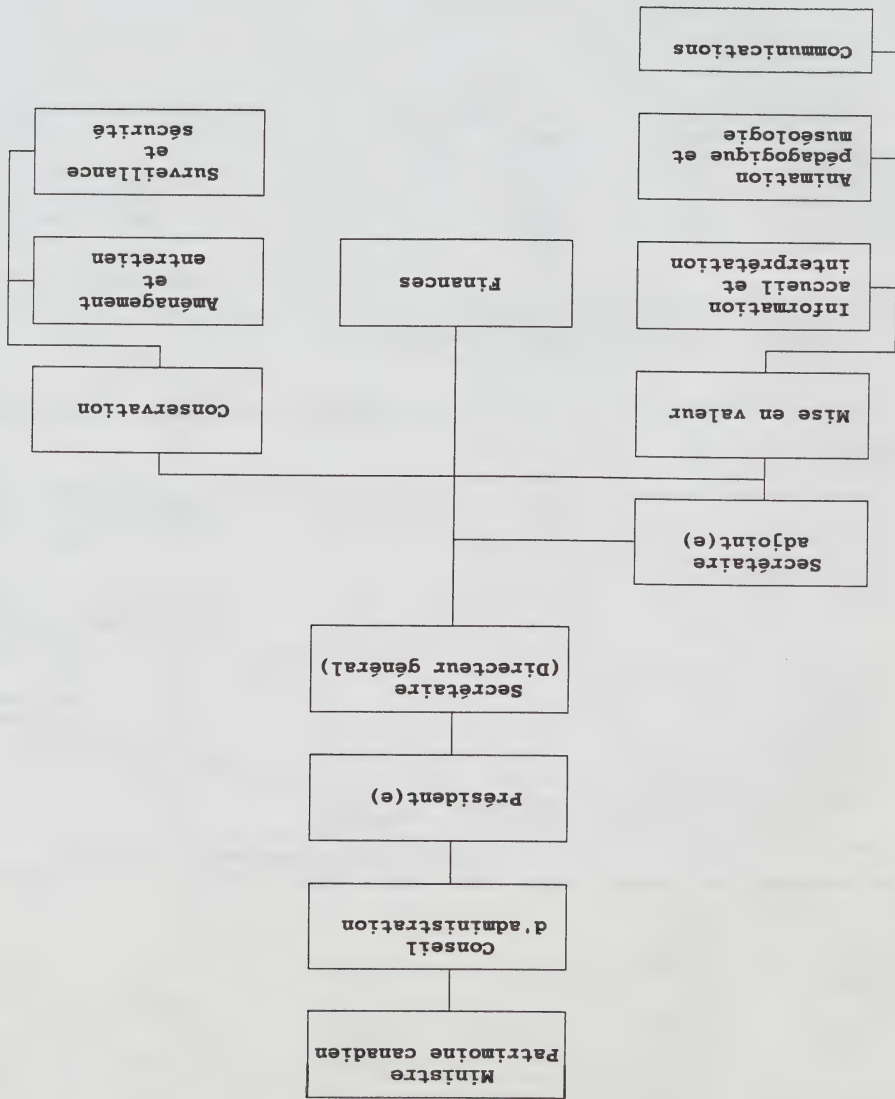 Ministre
Patrimoine canadien
Conseil
d'administration
Président(e)
Secrétaire
(Directeur général)
Secrétaire
adjoint(e)
Mise en valeur
Conservation
Information
accueil et
interprétation
Finances
Aménagement
et
entretien
Animation
pédagogique et
muséologie
Surveillance
et
sécurité
Communications